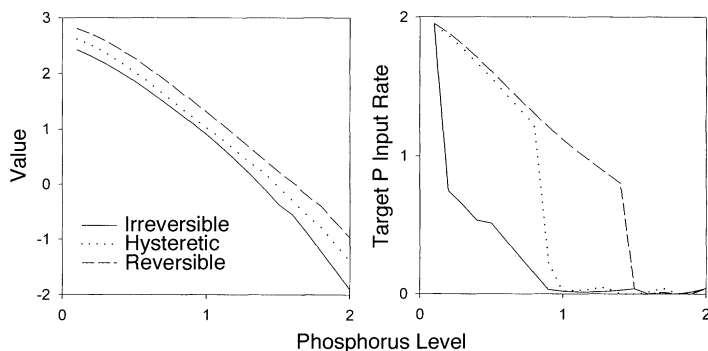 3
2
1
0
-1
-2
Value
Irreversible
Hysteretic
Reversible
0
1
2
2
1
0
Target P Input Rate
0
1
2
Phosphorus Level